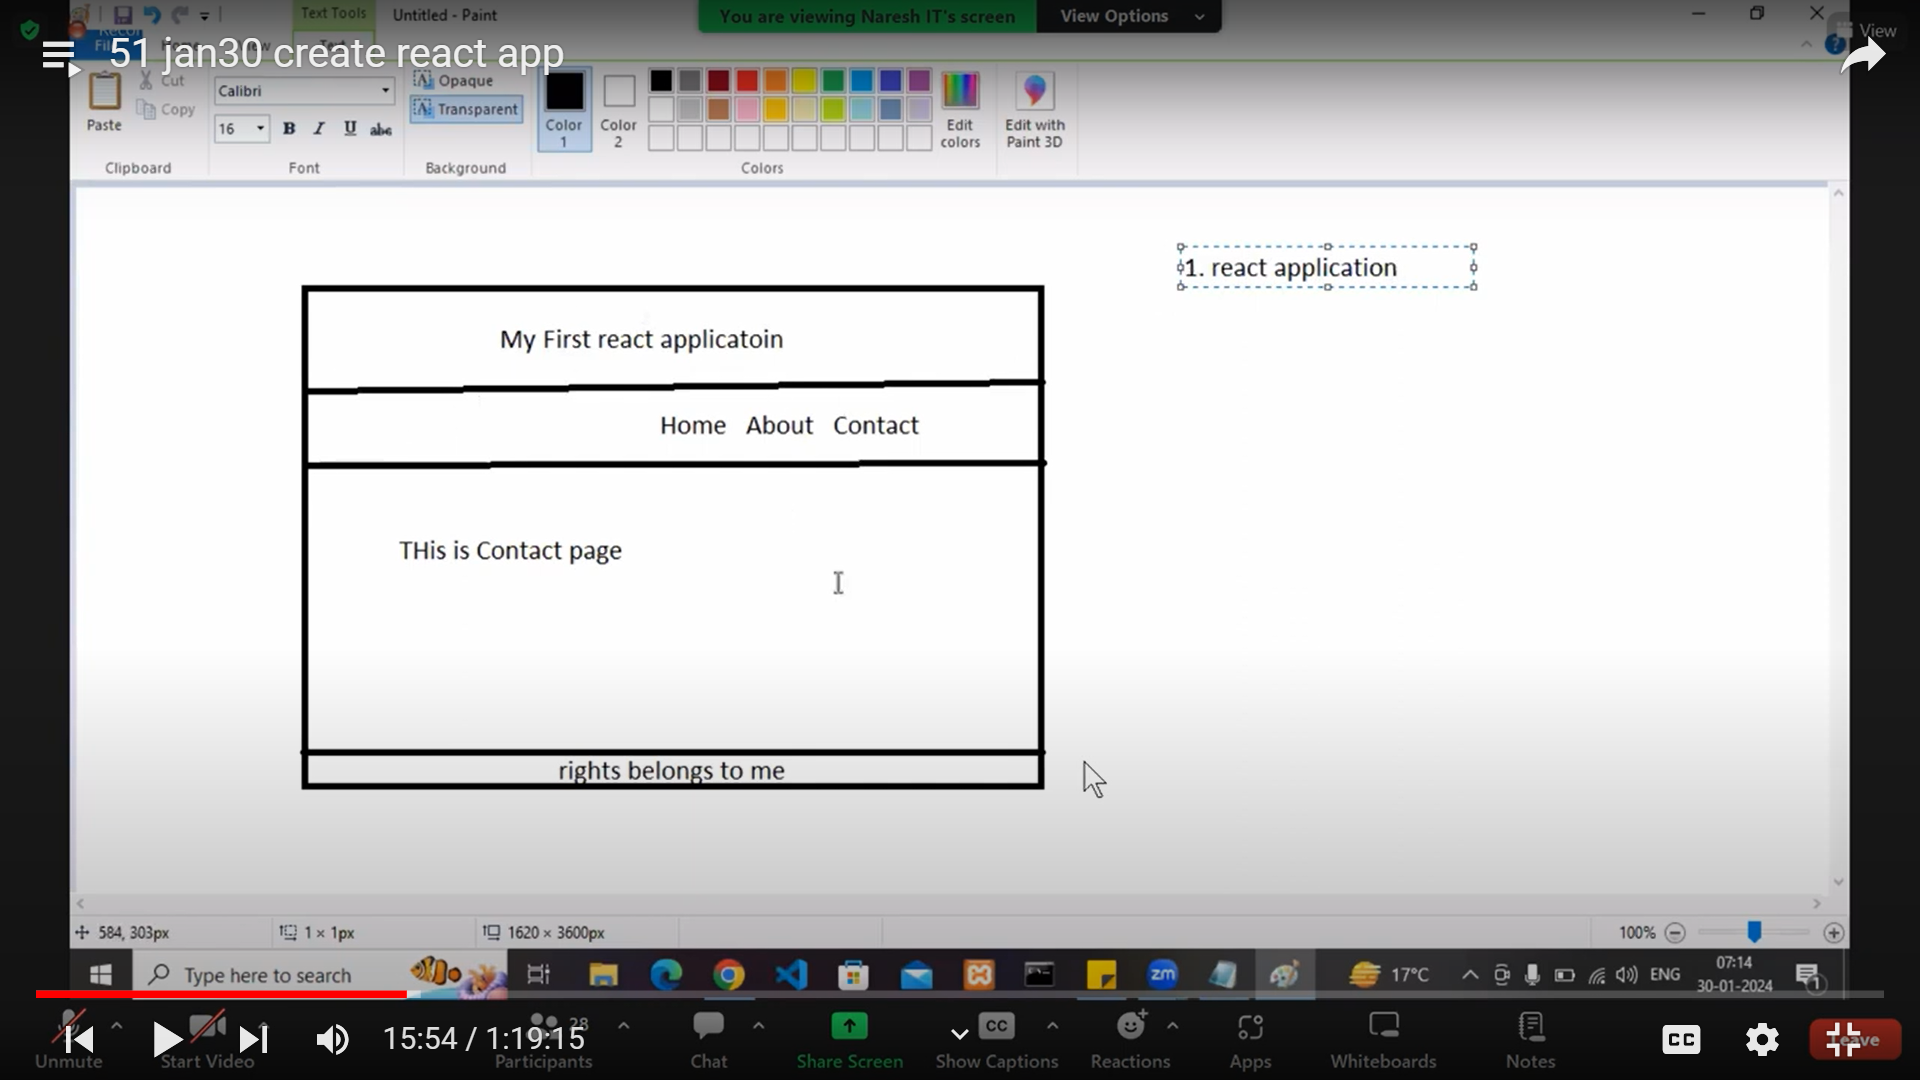 Text Tools
Untitled - Paint
You are viewing Naresh IT's screen
View Options
View
51 jan30 create react app
Cut
Copy
Paste
Clipboard
Calibri
16
B I U abc
Font
Opaque
Transparent
Background
Color 1
Color 2
Colors
Edit colors
Edit with Paint 3D
1. react application
My First react applicatoin
Home About Contact
THis is Contact page
rights belongs to me
584, 303px
1 × 1px
1620 × 3600px
100%
Type here to search
zm
17°C
ENG
07:14
30-01-2024
1
15:54 / 1:19:15
28
CC
CC
Unmute
Start Video
Participants
Chat
Share Screen
Show Captions
Reactions
Apps
Whiteboards
Notes